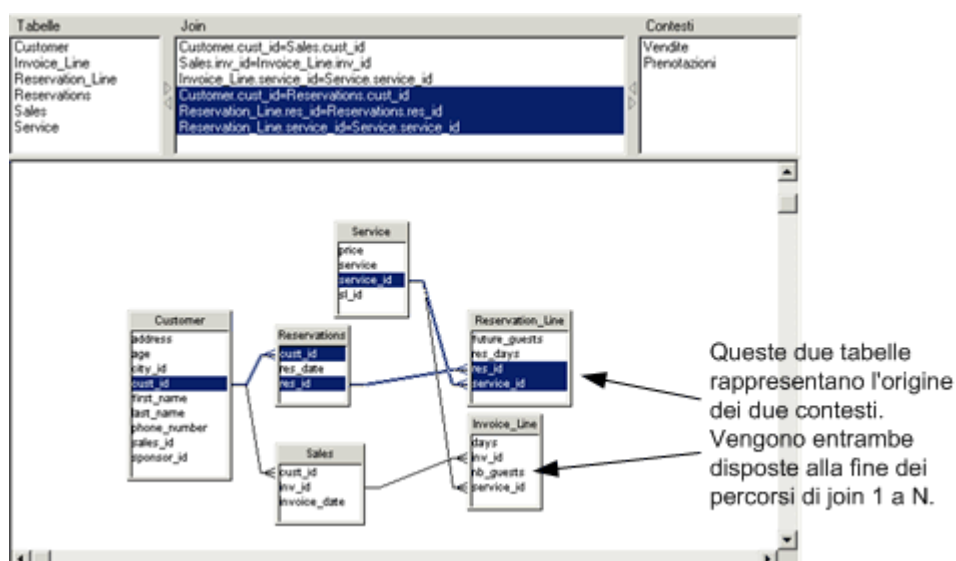 Tabelle
Join
Contesti
Customer
Invoice_Line
Reservation_Line
Reservations
Sales
Service
Customer.cust_id=Sales.cust_id
Sales.inv_id=Invoice_Line.inv_id
Invoice_Line.service_id=Service.service_id
Customer.cust_id=Reservations.cust_id
Reservation_Line.res_id=Reservations.res_id
Reservation_Line.service_id=Service.service_id
Vendite
Prenotazioni
Service
price
service
service_id
sl_id
Customer
address
age
city_id
cust_id
first_name
last_name
phone_number
sales_id
sponsor_id
Reservations
cust_id
res_date
res_id
Reservation_Line
future_guests
res_days
res_id
service_id
Sales
cust_id
inv_id
invoice_date
Invoice_Line
days
inv_id
nb_guests
service_id
Queste due tabelle
rappresentano l'origine
dei due contesti.
Vengono entrambe
disposte alla fine dei
percorsi di join 1 a N.